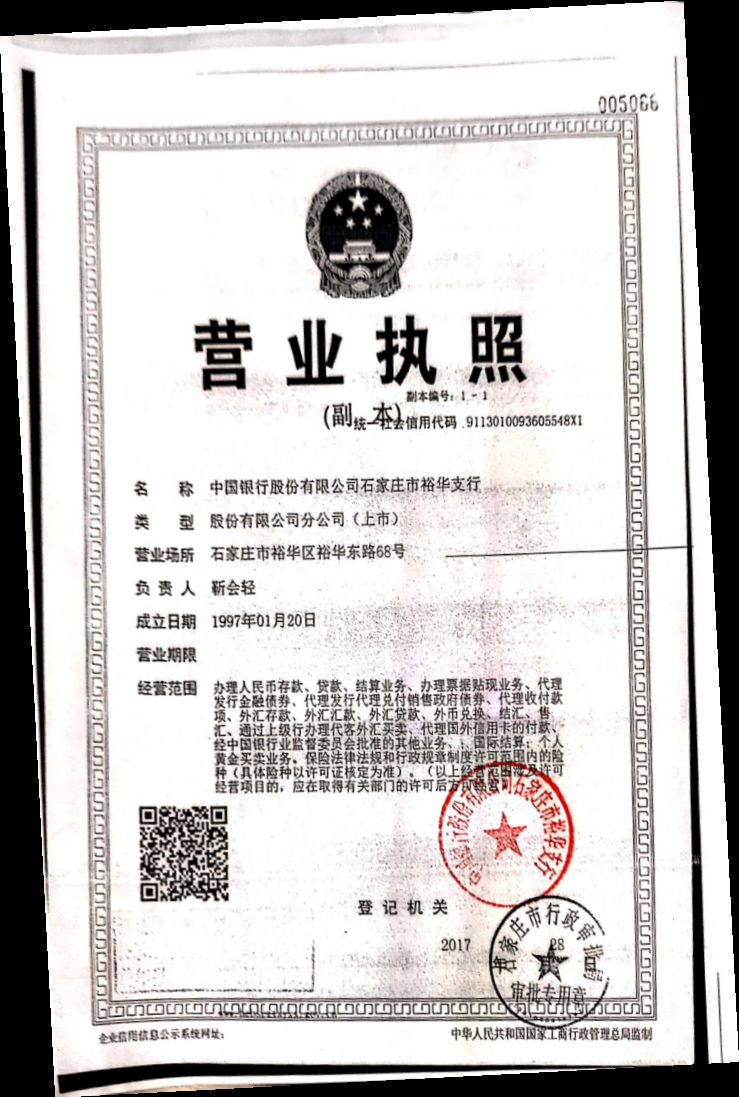 005066
营业执照
副本编号：1-1
(副 本)
统一社会信用代码 .9113010093605548X1
名 称 中国银行股份有限公司石家庄市裕华支行
类 型 股份有限公司分公司（上市）
营业场所 石家庄市裕华区裕华东路68号
负责人 靳会轻
成立日期 1997年01月20日
营业期限
经营范围 办理人民币存款、贷款、结算业务、办理票据贴现业务、代理
发行金融债券、代理发行代理兑付销售政府债券、代理收付款
项、外汇存款、外汇汇款、外汇贷款、外币兑换、结汇、售
汇、通过上级行办理代客外汇买卖、代理国外信用卡的付款、
经中国银行业监督委员会批准的其他业务、；国际结算；个人
黄金买卖业务。保险法律法规和行政规章制度许可范围内的险
种（具体险种以许可证核定为准）。（以上经营范围涉及许可
经营项目的，应在取得有关部门的许可后方可经营）
股份有限公司石家庄市裕华支行
登记机关
2017 28
石家庄市行政审批局
审批专用章
企业信用信息公示系统网址：
中华人民共和国国家工商行政管理总局监制